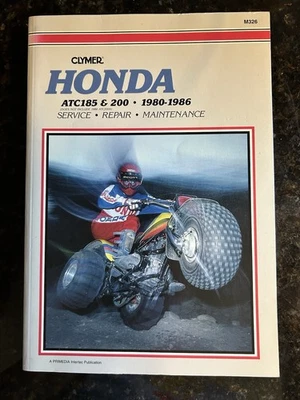 M326
CLYMER
HONDA
ATC185 & 200 • 1980-1986
SERVICE • REPAIR • MAINTENANCE
A PRIMEDIA Intertec Publication